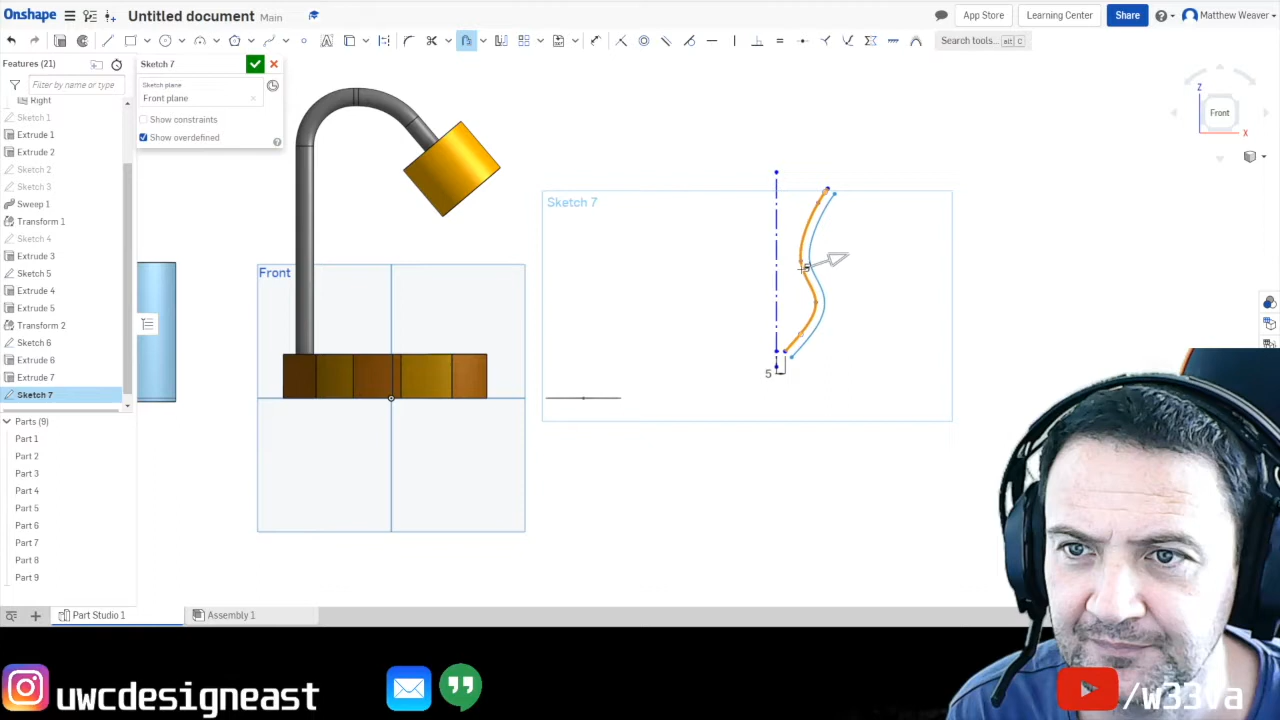 Onshape
Untitled document Main
App Store
Learning Center
Share
Matthew Weaver
Search tools... alt C
Features (21)
Filter by name or type
Right
Sketch 1
Extrude 1
Extrude 2
Sketch 2
Sketch 3
Sweep 1
Transform 1
Sketch 4
Extrude 3
Sketch 5
Extrude 4
Extrude 5
Transform 2
Sketch 6
Extrude 6
Extrude 7
Sketch 7
Parts (9)
Part 1
Part 2
Part 3
Part 4
Part 5
Part 6
Part 7
Part 8
Part 9
Sketch 7
Sketch plane
Front plane
Show constraints
Show overdefined
Front
Sketch 7
5
5
Z
Front
X
Part Studio 1
Assembly 1
uwcdesigneast
/w33va